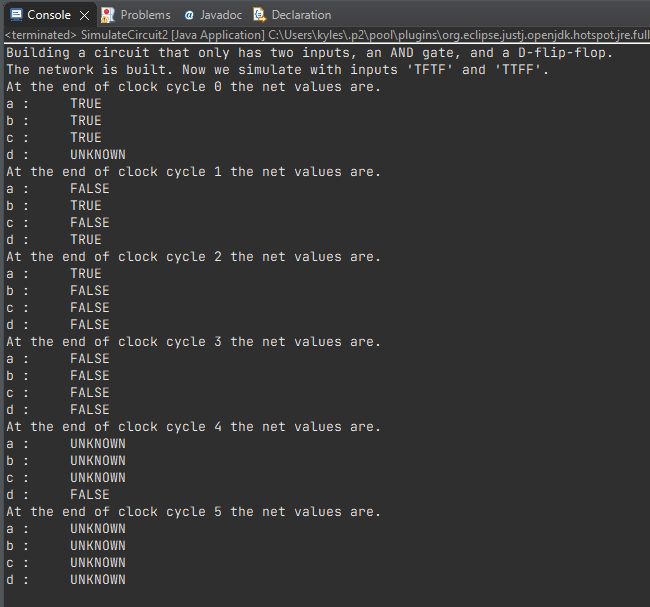 Console Problems @ Javadoc Declaration
<terminated> SimulateCircuit2 [Java Application] C:\Users\kyles\.p2\pool\plugins\org.eclipse.justj.openjdk.hotspot.jre.full
Building a circuit that only has two inputs, an AND gate, and a D-flip-flop.
The network is built. Now we simulate with inputs 'TFTF' and 'TTFF'.
At the end of clock cycle 0 the net values are.
a : TRUE
b : TRUE
c : TRUE
d : UNKNOWN
At the end of clock cycle 1 the net values are.
a : FALSE
b : TRUE
c : FALSE
d : TRUE
At the end of clock cycle 2 the net values are.
a : TRUE
b : FALSE
c : FALSE
d : FALSE
At the end of clock cycle 3 the net values are.
a : FALSE
b : FALSE
c : FALSE
d : FALSE
At the end of clock cycle 4 the net values are.
a : UNKNOWN
b : UNKNOWN
c : UNKNOWN
d : FALSE
At the end of clock cycle 5 the net values are.
a : UNKNOWN
b : UNKNOWN
c : UNKNOWN
d : UNKNOWN